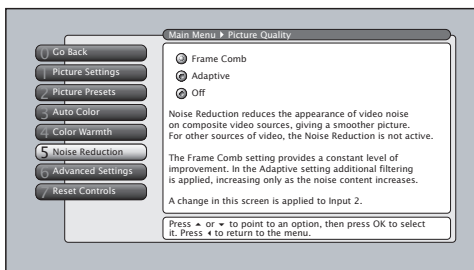 Main Menu ▶ Picture Quality
0 Go Back
1 Picture Settings
2 Picture Presets
3 Auto Color
4 Color Warmth
5 Noise Reduction
6 Advanced Settings
7 Reset Controls
Frame Comb
Adaptive
Off
Noise Reduction reduces the appearance of video noise
on composite video sources, giving a smoother picture.
For other sources of video, the Noise Reduction is not active.
The Frame Comb setting provides a constant level of
improvement. In the Adaptive setting additional filtering
is applied, increasing only as the noise content increases.
A change in this screen is applied to Input 2.
Press ▲ or ▼ to point to an option, then press OK to select
it. Press ◀ to return to the menu.